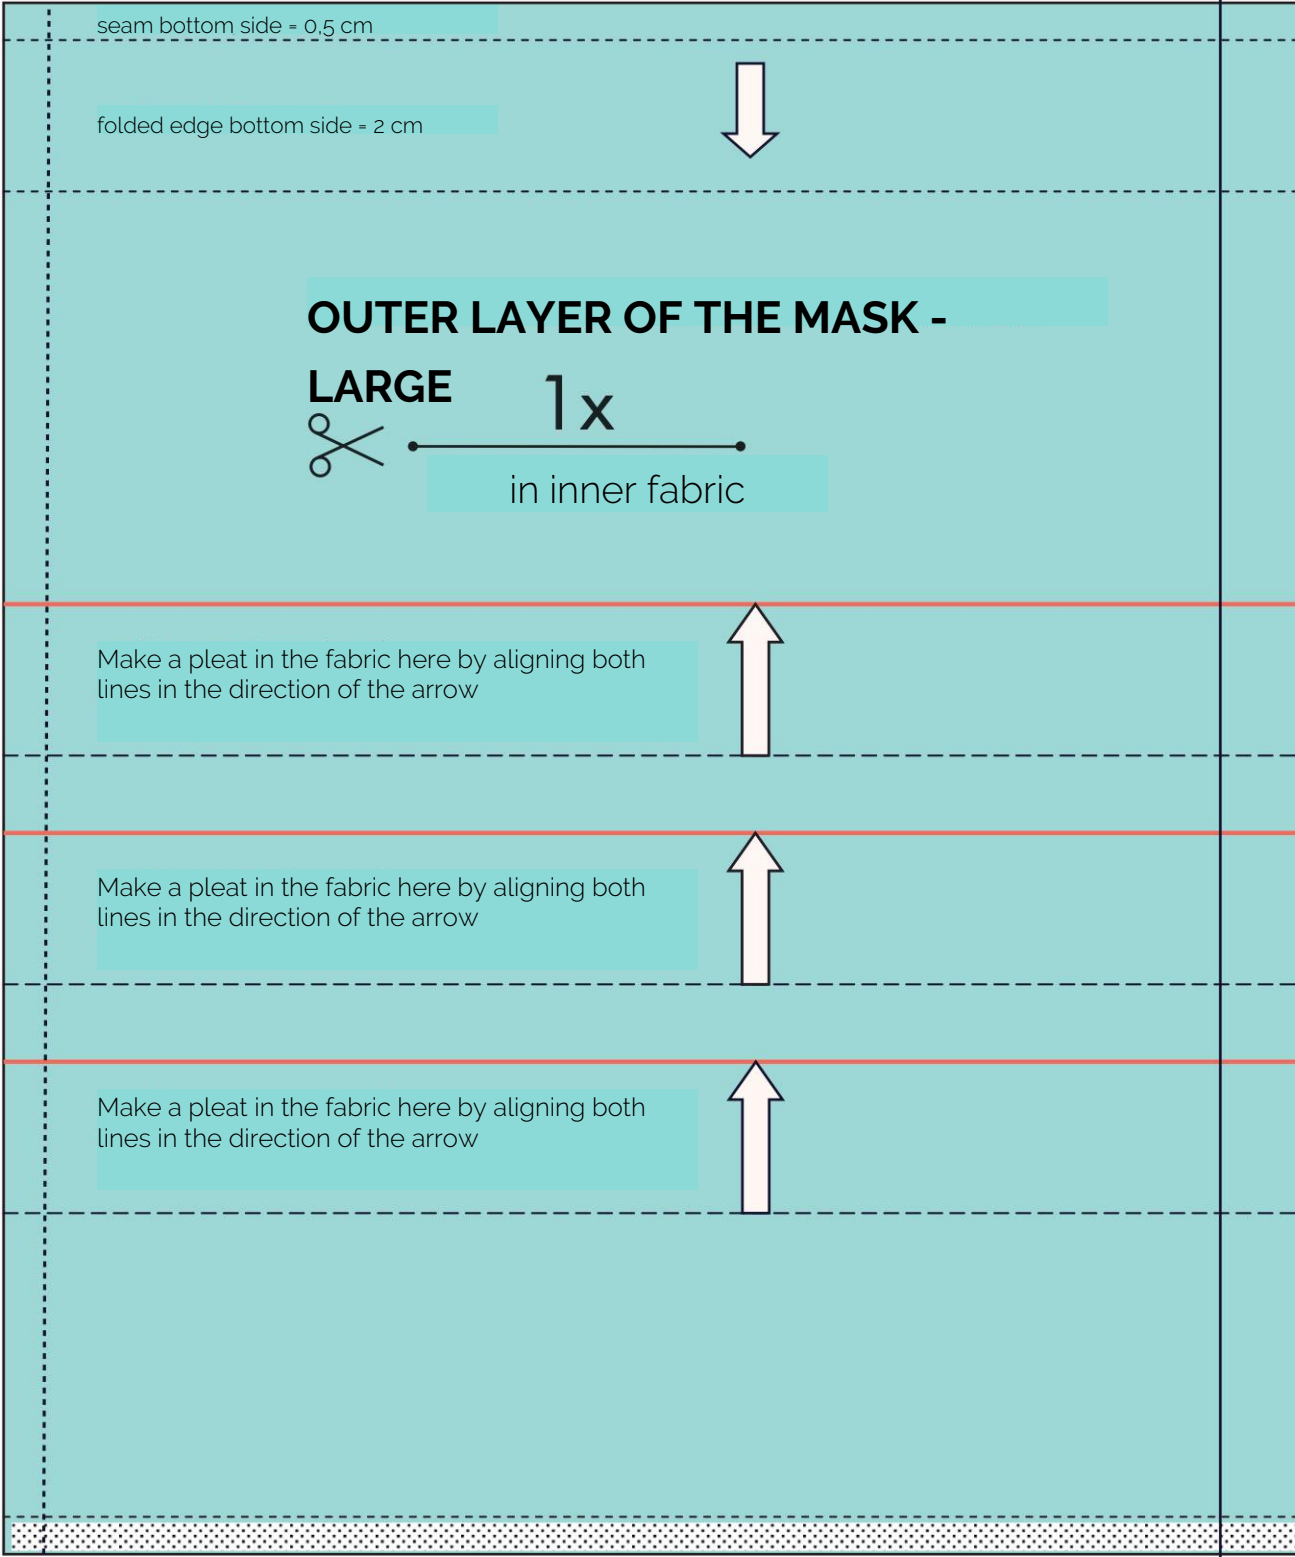 seam bottom side = 0,5 cm
folded edge bottom side = 2 cm
OUTER LAYER OF THE MASK -
LARGE
1x
in inner fabric
Make a pleat in the fabric here by aligning both
lines in the direction of the arrow
Make a pleat in the fabric here by aligning both
lines in the direction of the arrow
Make a pleat in the fabric here by aligning both
lines in the direction of the arrow